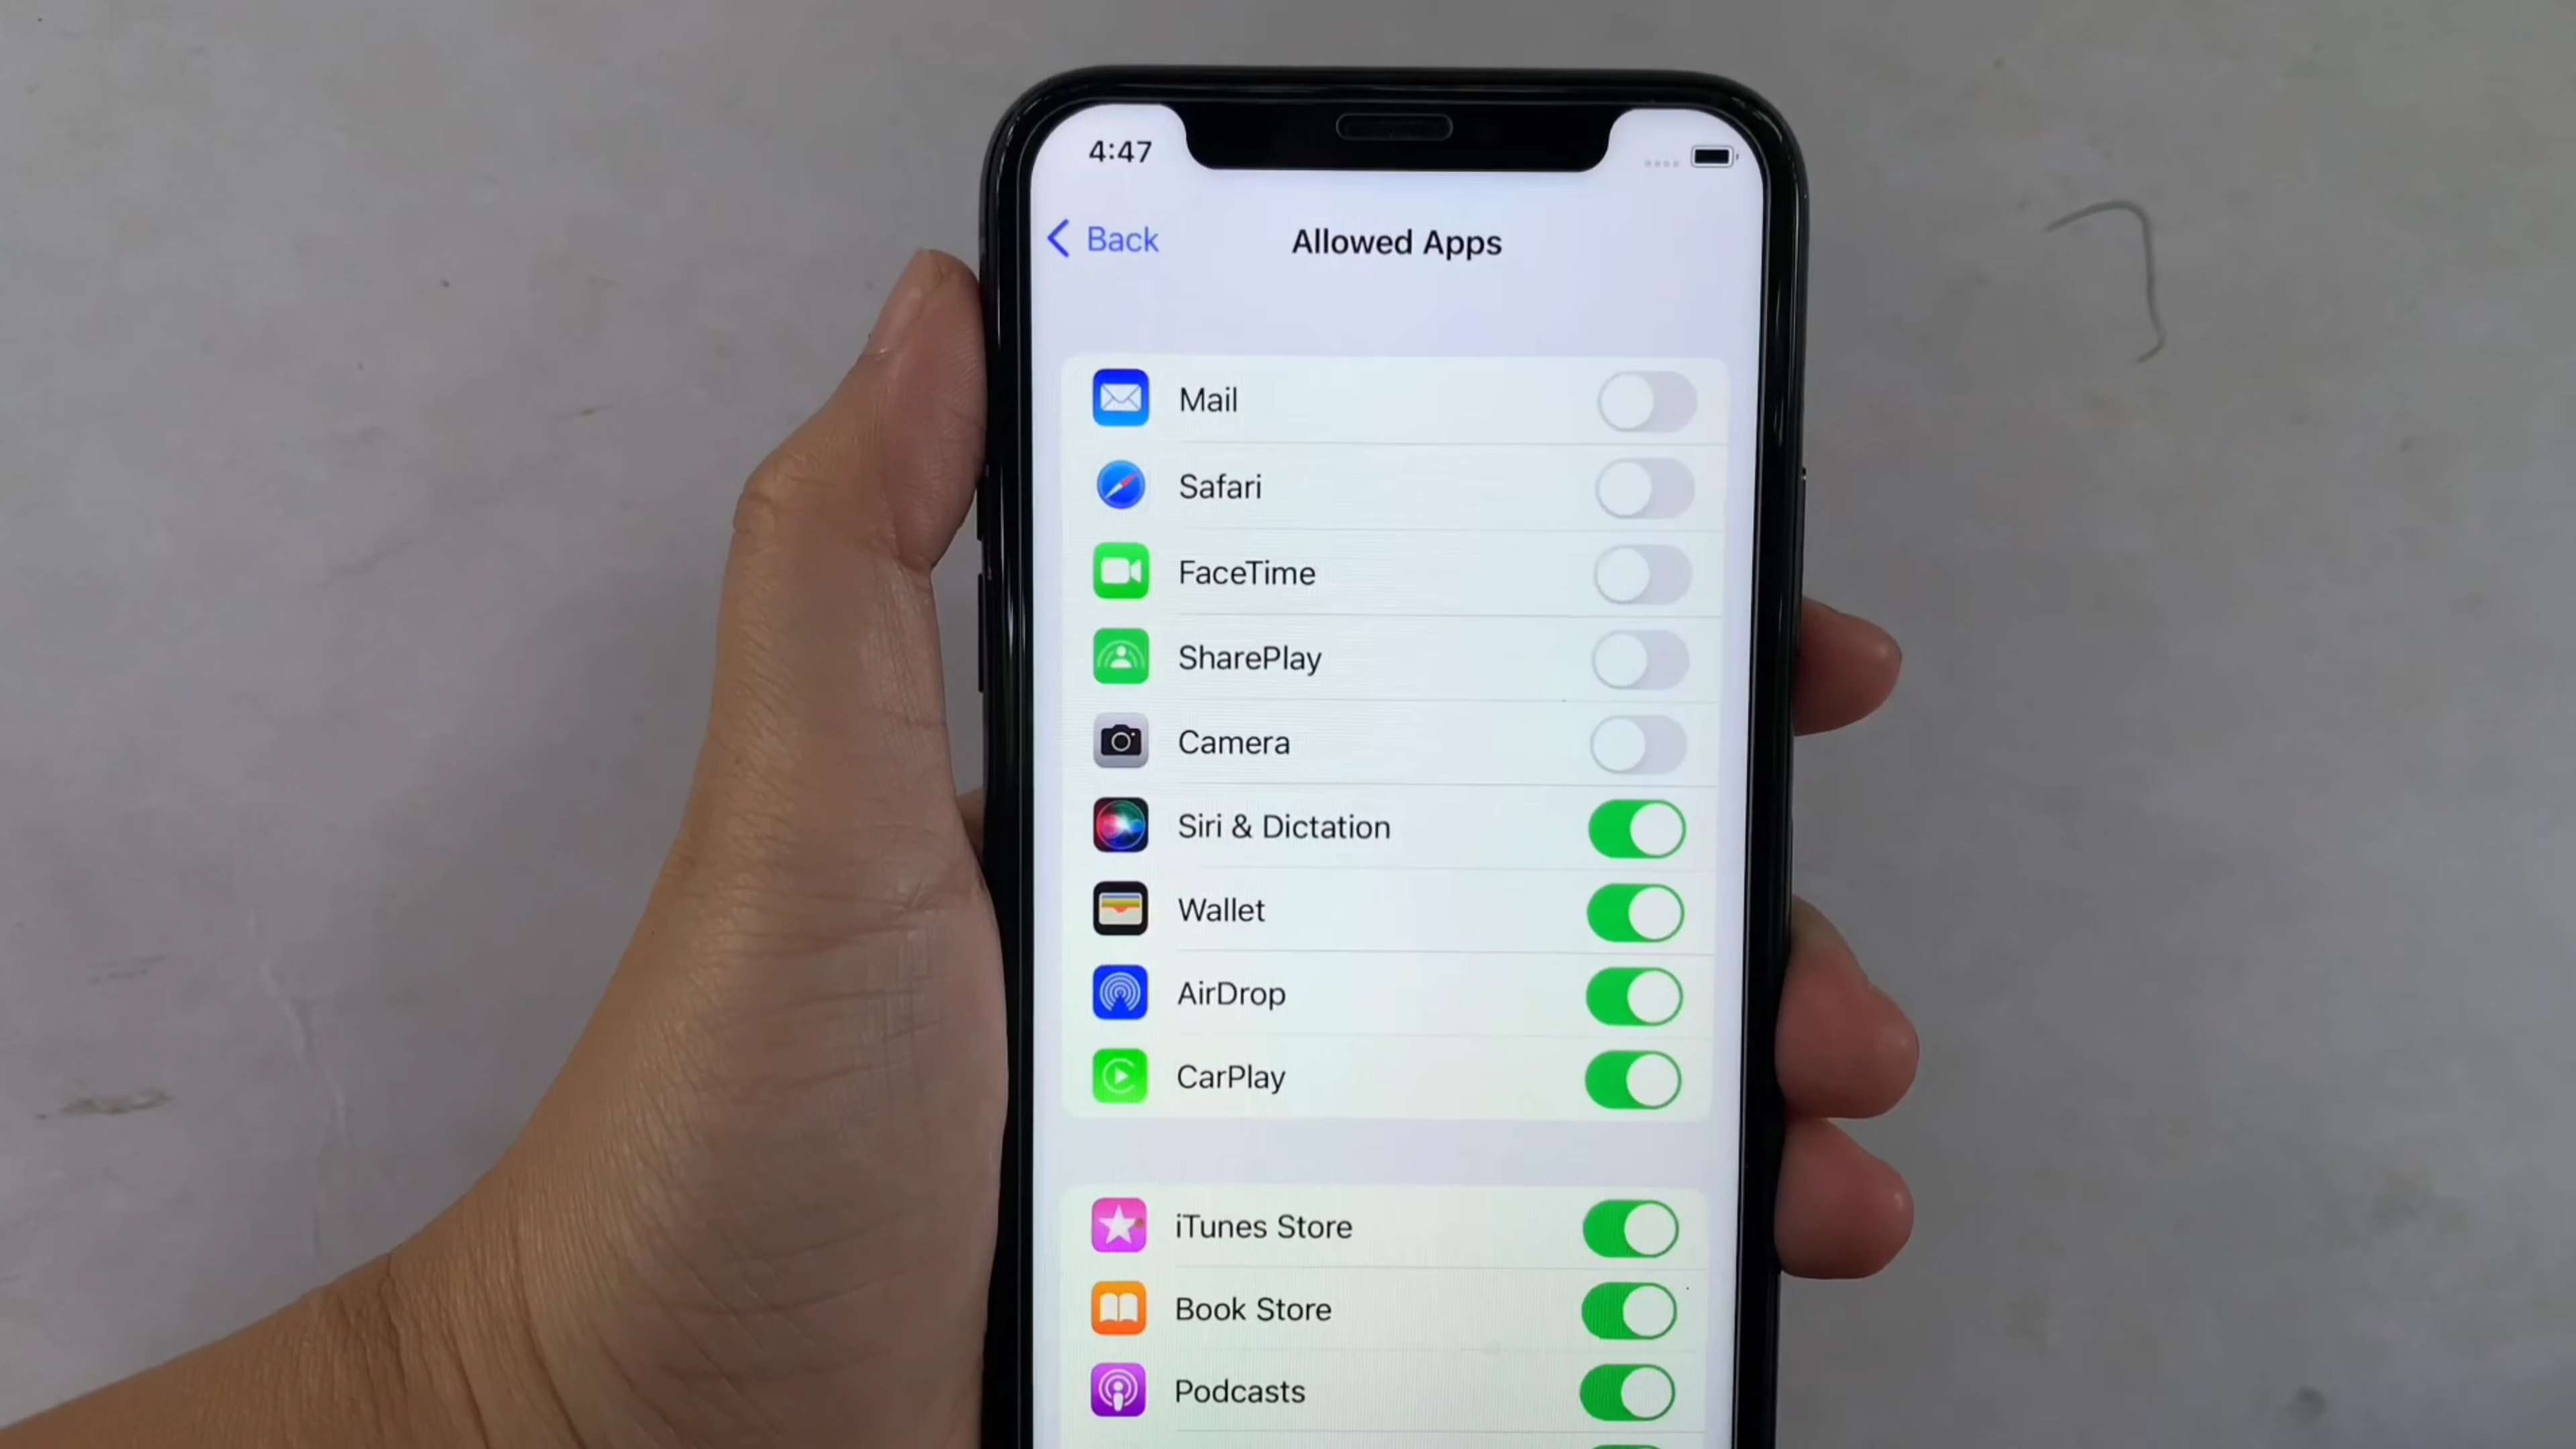 4:47
Back
Allowed Apps
Mail
Safari
FaceTime
SharePlay
Camera
Siri & Dictation
Wallet
AirDrop
CarPlay
iTunes Store
Book Store
Podcasts